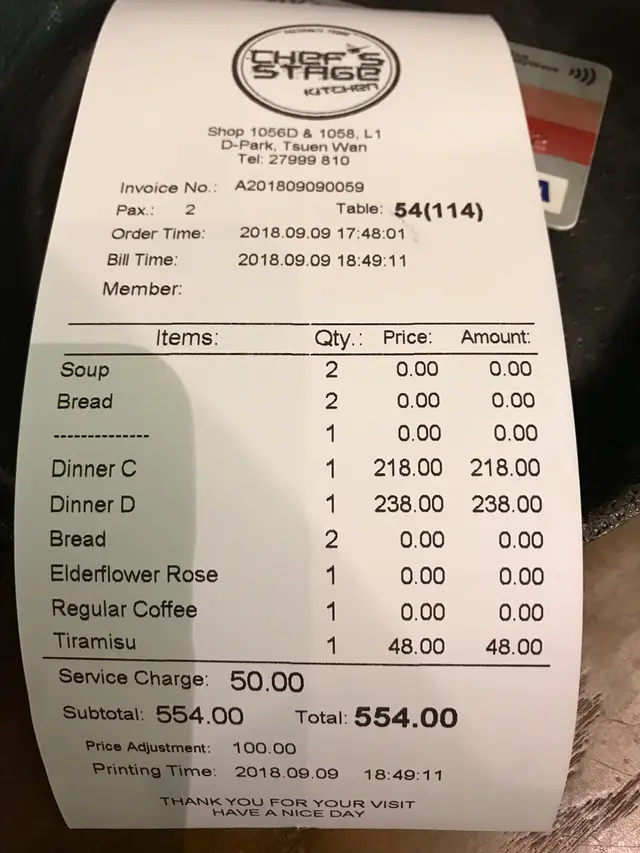 CHEF'S
STAGE
KITCHEN
Shop 1056D & 1058, L1
D-Park, Tsuen Wan
Tel: 27999 810
Invoice No.: A201809090059
Pax.: 2 Table: 54(114)
Order Time: 2018.09.09 17:48:01
Bill Time: 2018.09.09 18:49:11
Member:
Items: Qty.: Price: Amount:
Soup 2 0.00 0.00
Bread 2 0.00 0.00
-------------- 1 0.00 0.00
Dinner C 1 218.00 218.00
Dinner D 1 238.00 238.00
Bread 2 0.00 0.00
Elderflower Rose 1 0.00 0.00
Regular Coffee 1 0.00 0.00
Tiramisu 1 48.00 48.00
Service Charge: 50.00
Subtotal: 554.00 Total: 554.00
Price Adjustment: 100.00
Printing Time: 2018.09.09 18:49:11
THANK YOU FOR YOUR VISIT
HAVE A NICE DAY